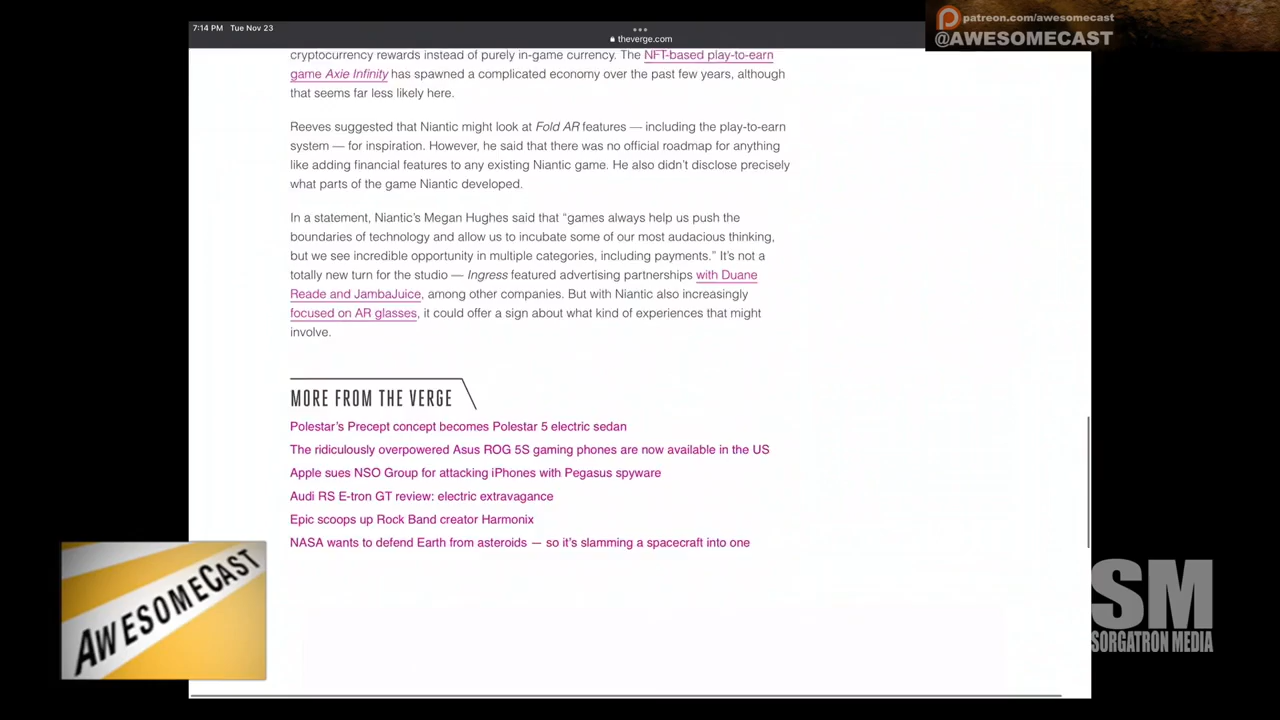 7:14 PM Tue Nov 23
theverge.com
patreon.com/awesomecast
@AWESOMECAST
cryptocurrency rewards instead of purely in-game currency. The NFT-based play-to-earn
game Axie Infinity has spawned a complicated economy over the past few years, although
that seems far less likely here.
Reeves suggested that Niantic might look at Fold AR features — including the play-to-earn
system — for inspiration. However, he said that there was no official roadmap for anything
like adding financial features to any existing Niantic game. He also didn't disclose precisely
what parts of the game Niantic developed.
In a statement, Niantic's Megan Hughes said that “games always help us push the
boundaries of technology and allow us to incubate some of our most audacious thinking,
but we see incredible opportunity in multiple categories, including payments.” It's not a
totally new turn for the studio — Ingress featured advertising partnerships with Duane
Reade and JambaJuice, among other companies. But with Niantic also increasingly
focused on AR glasses, it could offer a sign about what kind of experiences that might
involve.
MORE FROM THE VERGE
Polestar's Precept concept becomes Polestar 5 electric sedan
The ridiculously overpowered Asus ROG 5S gaming phones are now available in the US
Apple sues NSO Group for attacking iPhones with Pegasus spyware
Audi RS E-tron GT review: electric extravagance
Epic scoops up Rock Band creator Harmonix
NASA wants to defend Earth from asteroids — so it's slamming a spacecraft into one
AWESOMECAST
SM
SORGATRON MEDIA